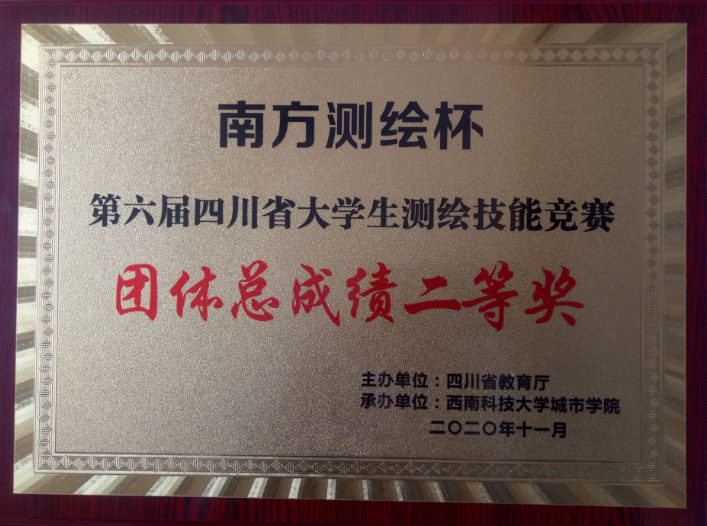 南方测绘杯
第六届四川省大学生测绘技能竞赛
团体总成绩二等奖
主办单位：四川省教育厅
承办单位：西南科技大学城市学院
二〇二〇年十一月